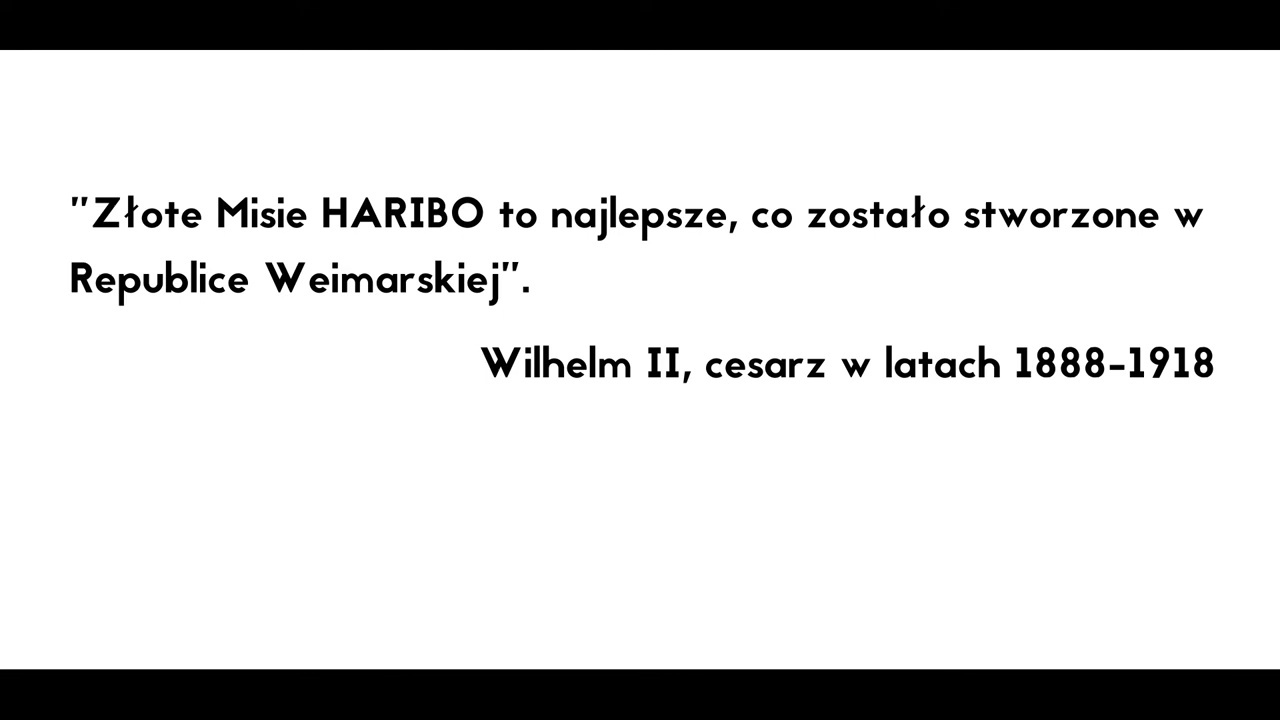 "Złote Misie HARIBO to najlepsze, co zostało stworzone w
Republice Weimarskiej".
Wilhelm II, cesarz w latach 1888-1918